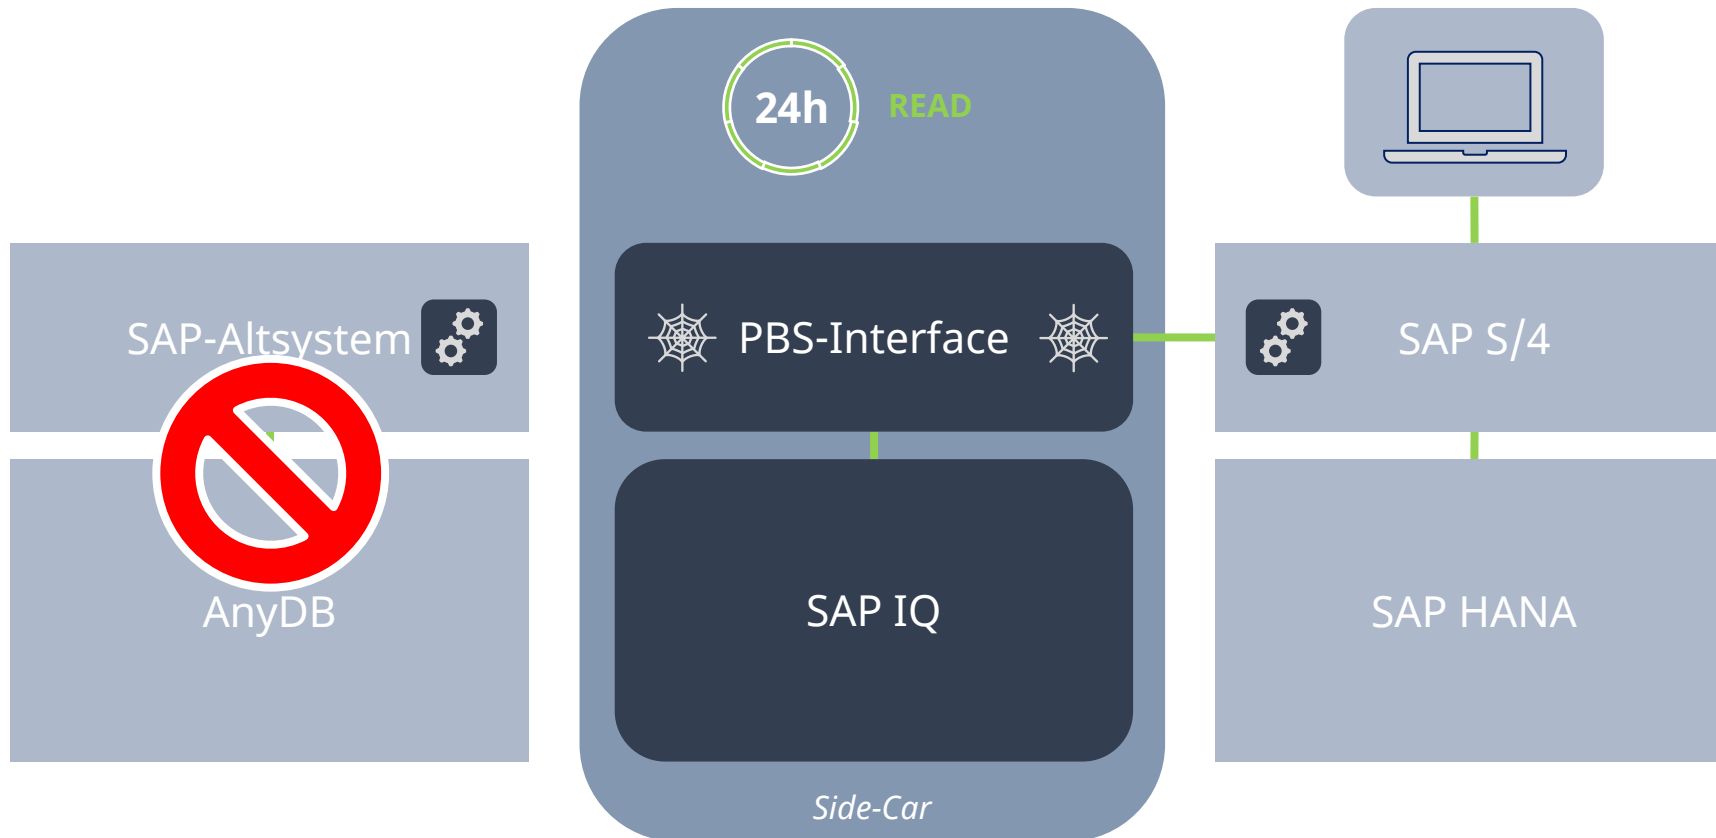 24h
READ
SAP-Altsystem
PBS-Interface
SAP S/4
AnyDB
SAP IQ
SAP HANA
Side-Car